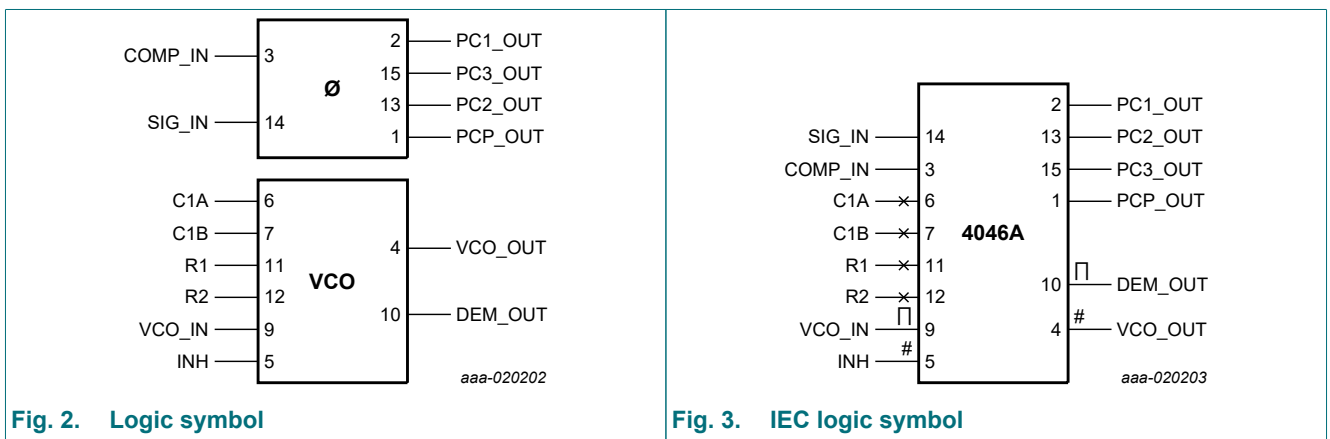 COMP_IN
3
SIG_IN
14
Ø
2
PC1_OUT
15
PC3_OUT
13
PC2_OUT
1
PCP_OUT
C1A
6
C1B
7
R1
11
R2
12
VCO_IN
9
INH
5
VCO
4
VCO_OUT
10
DEM_OUT
aaa-020202
Fig. 2. Logic symbol
SIG_IN
14
COMP_IN
3
C1A
6
C1B
7
R1
11
R2
12
VCO_IN
∏
9
INH
#
5
4046A
2
PC1_OUT
13
PC2_OUT
15
PC3_OUT
1
PCP_OUT
10
∏
DEM_OUT
4
#
VCO_OUT
aaa-020203
Fig. 3. IEC logic symbol